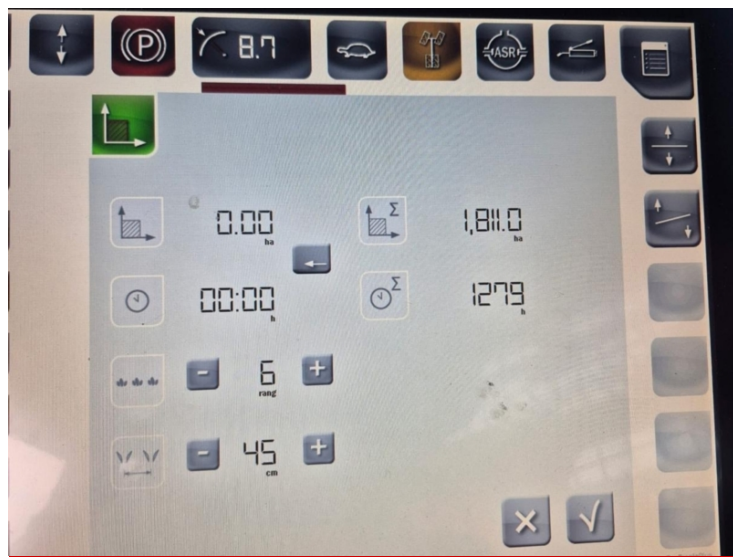 (P) 8.7 ASR
0.00 ha Σ 1,811.0 ha
00:00 h Σ 1279 h
- 6 rang +
- 45 cm +